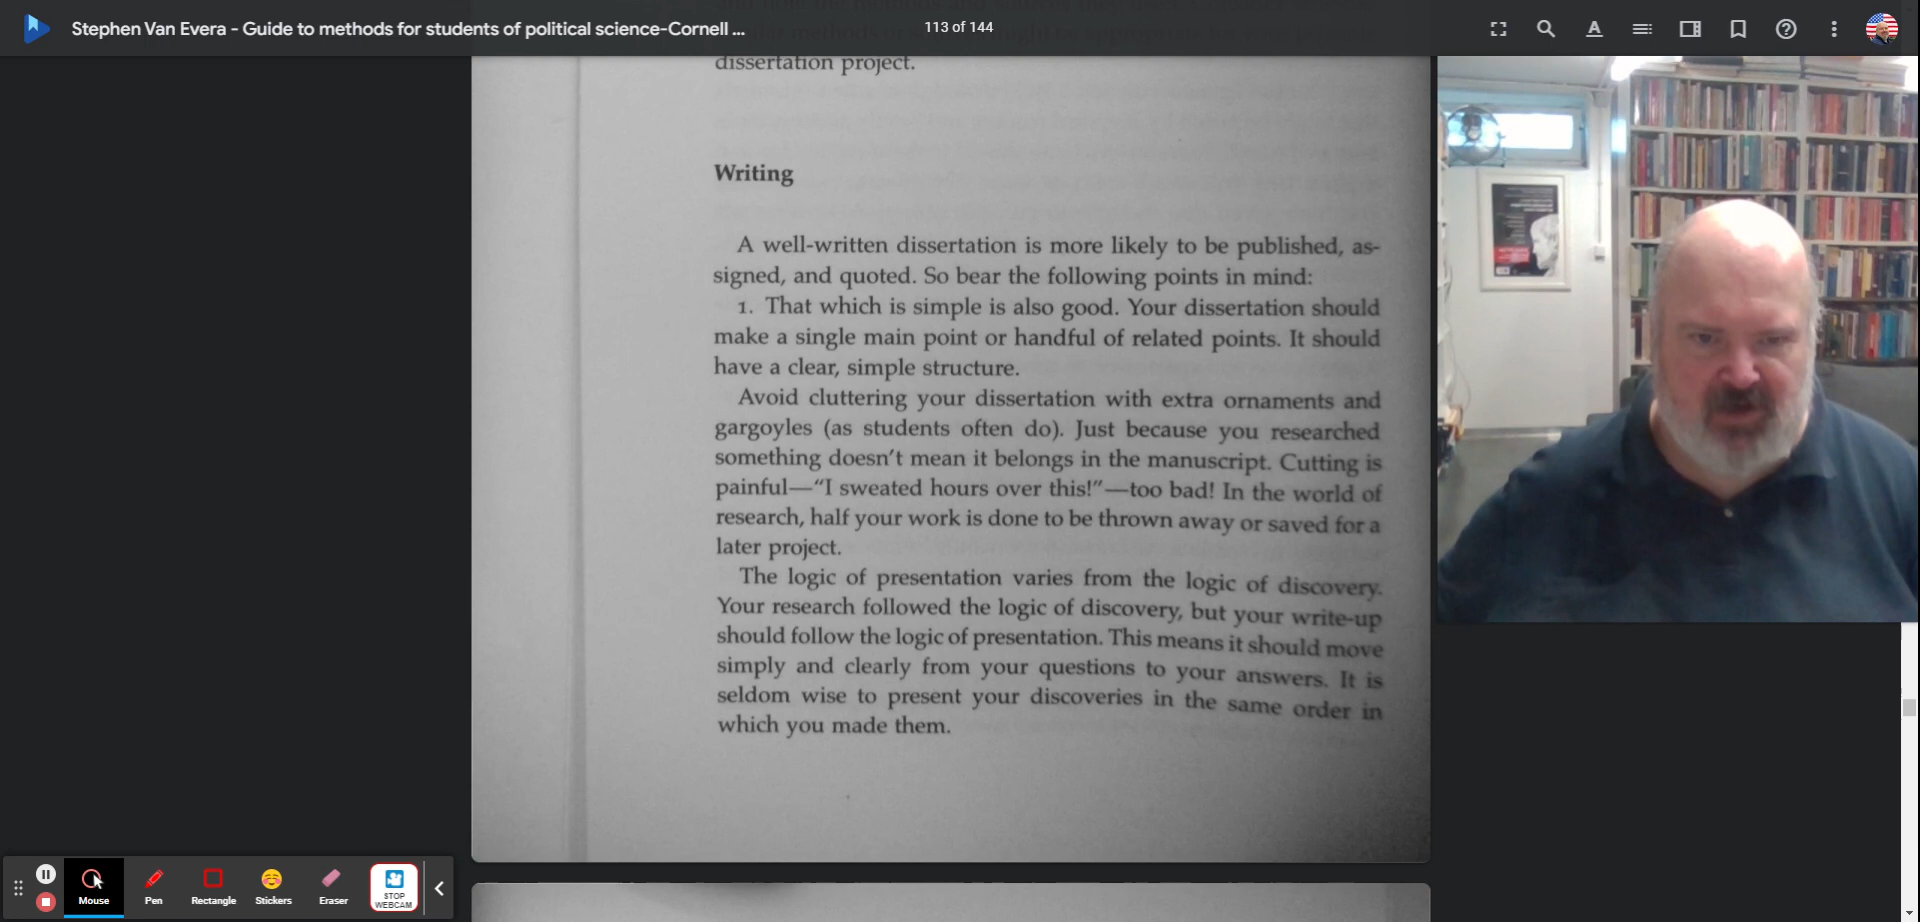 Stephen Van Evera - Guide to methods for students of political science-Cornell ...
113 of 144
dissertation project.
Writing
A well-written dissertation is more likely to be published, as-
signed, and quoted. So bear the following points in mind:
1. That which is simple is also good. Your dissertation should
make a single main point or handful of related points. It should
have a clear, simple structure.
Avoid cluttering your dissertation with extra ornaments and
gargoyles (as students often do). Just because you researched
something doesn't mean it belongs in the manuscript. Cutting is
painful—“I sweated hours over this!”—too bad! In the world of
research, half your work is done to be thrown away or saved for a
later project.
The logic of presentation varies from the logic of discovery.
Your research followed the logic of discovery, but your write-up
should follow the logic of presentation. This means it should move
simply and clearly from your questions to your answers. It is
seldom wise to present your discoveries in the same order in
which you made them.
Mouse
Pen
Rectangle
Stickers
Eraser
STOP
WEBCAM